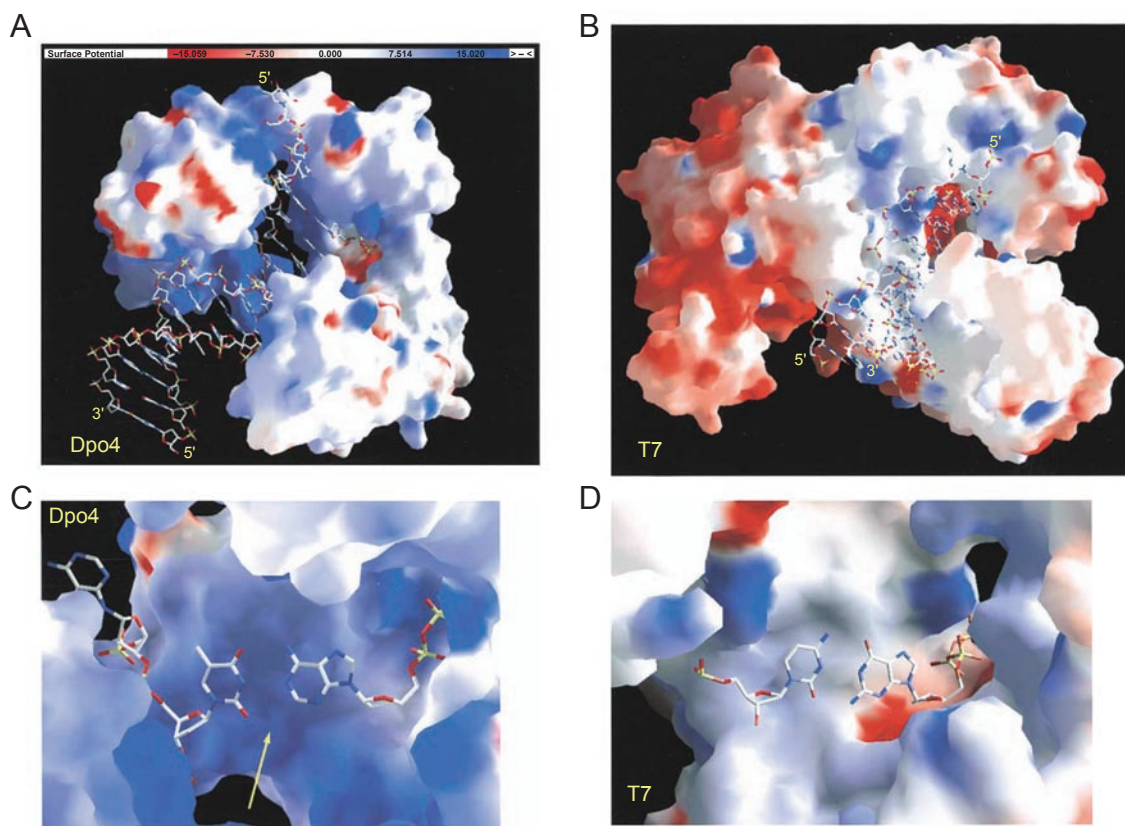 A
Surface Potential −15.059 −7.530 0.000 7.514 15.020 > − <
5'
3'
5'
Dpo4
B
5'
5'
3'
T7
C
Dpo4
D
T7